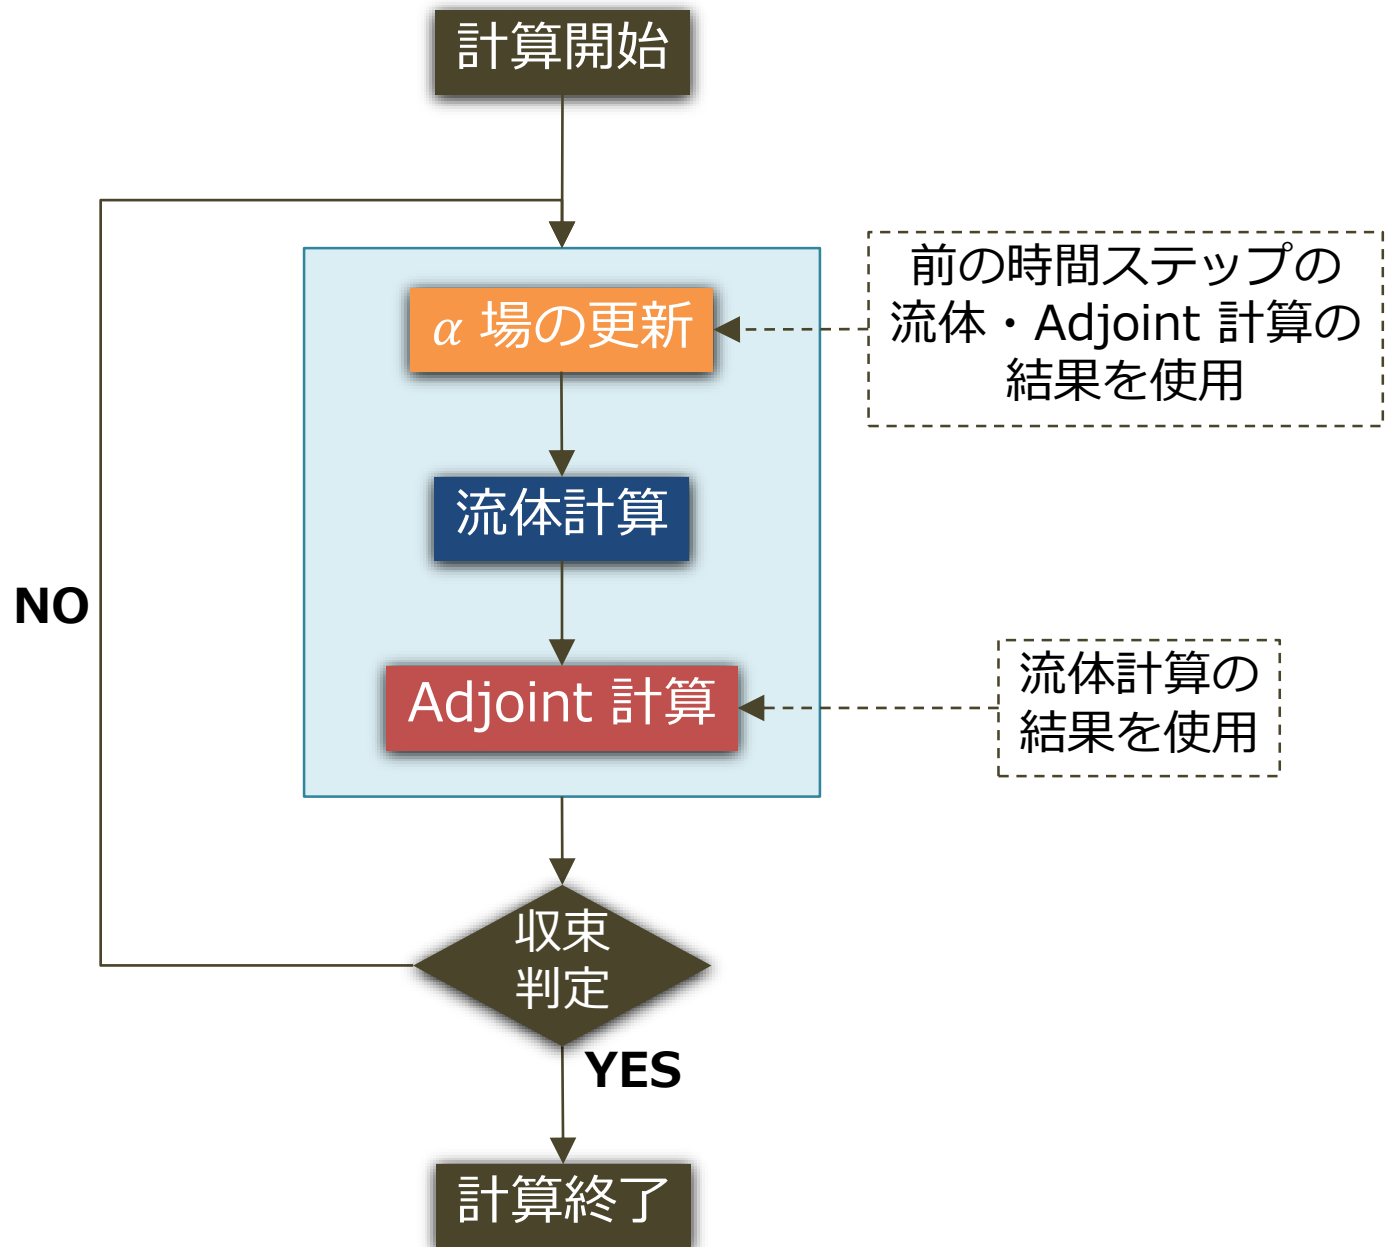 計算開始
α 場の更新
前の時間ステップの
流体・Adjoint 計算の
結果を使用
流体計算
NO
Adjoint 計算
流体計算の
結果を使用
収束
判定
YES
計算終了